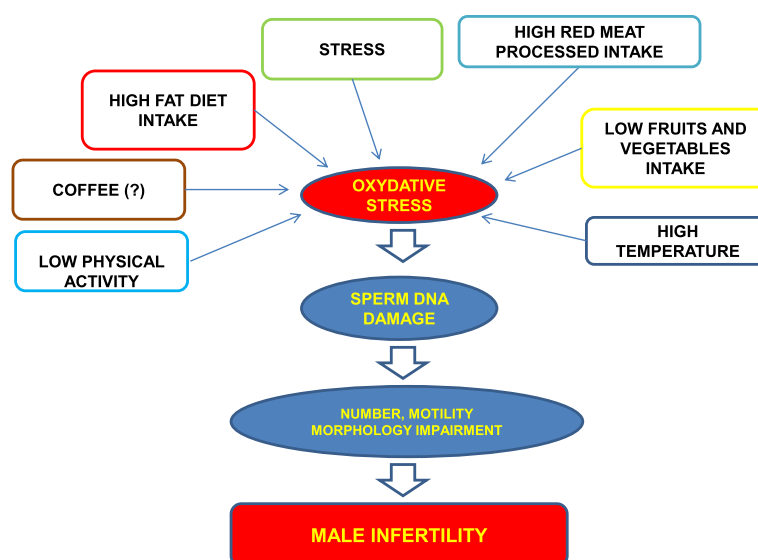 STRESS
HIGH RED MEAT
PROCESSED INTAKE
HIGH FAT DIET
INTAKE
LOW FRUITS AND
VEGETABLES
INTAKE
COFFEE (?)
OXYDATIVE
STRESS
LOW PHYSICAL
ACTIVITY
HIGH
TEMPERATURE
SPERM DNA
DAMAGE
NUMBER, MOTILITY
MORPHOLOGY IMPAIRMENT
MALE INFERTILITY